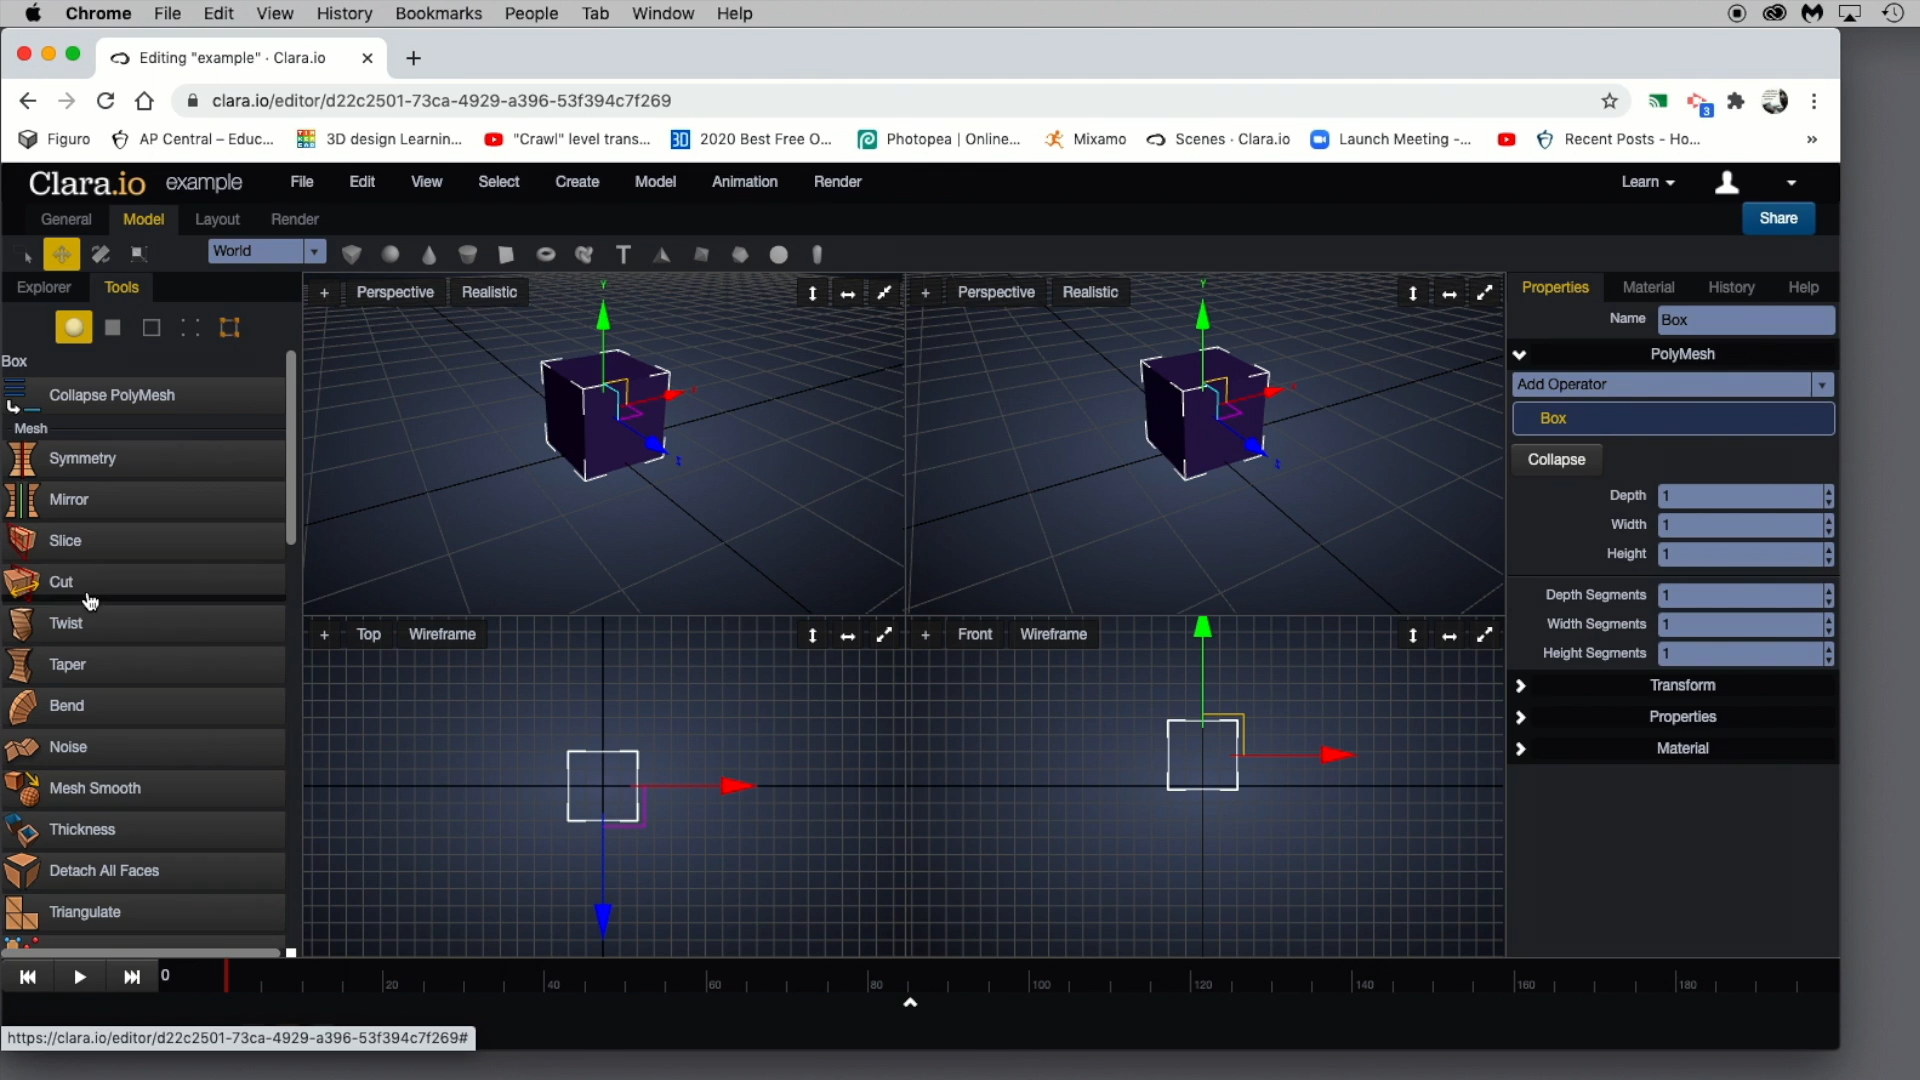 Chrome File Edit View History Bookmarks People Tab Window Help
Editing "example" · Clara.io
clara.io/editor/d22c2501-73ca-4929-a396-53f394c7f269
3
Figuro AP Central – Educ... 3D design Learnin... "Crawl" level trans... 3D 2020 Best Free O... Photopea | Online... Mixamo Scenes · Clara.io Launch Meeting -... Recent Posts - Ho... »
Clara.io example File Edit View Select Create Model Animation Render Learn
General Model Layout Render Share
World T
Explorer Tools
+ Perspective Realistic
Y
+ Perspective Realistic
Y
Properties Material History Help
Name Box
Box
PolyMesh
Collapse PolyMesh
Add Operator
Mesh
Box
Symmetry
Collapse
Mirror
Depth 1
Slice
Width 1
Height 1
Cut
Depth Segments 1
Twist
Width Segments 1
+ Top Wireframe
+ Front Wireframe
Height Segments 1
Taper
Transform
Bend
Properties
Noise
Material
Mesh Smooth
Thickness
Detach All Faces
Triangulate
0 20 40 60 80 100 120 140 160 180
https://clara.io/editor/d22c2501-73ca-4929-a396-53f394c7f269#